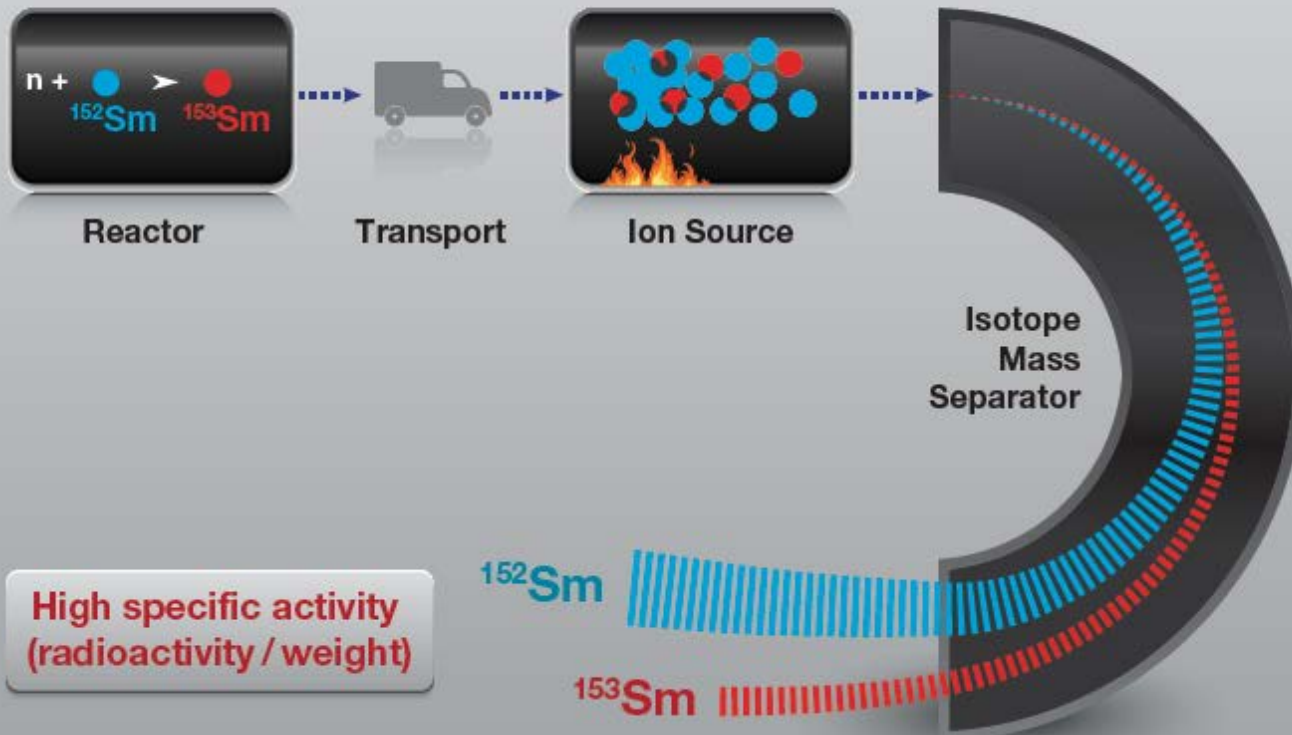 n + ➤
¹⁵²Sm ¹⁵³Sm
Reactor
Transport
Ion Source
Isotope
Mass
Separator
¹⁵²Sm
¹⁵³Sm
High specific activity
(radioactivity / weight)